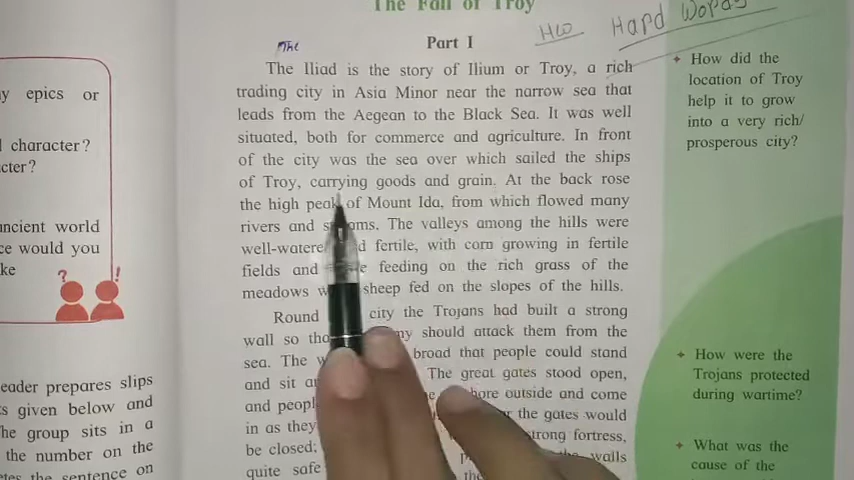 The Fall of Troy
HW Hard Words
The
Part I
The Iliad is the story of Ilium or Troy, a rich
trading city in Asia Minor near the narrow sea that
leads from the Aegean to the Black Sea. It was well
situated, both for commerce and agriculture. In front
of the city was the sea over which sailed the ships
of Troy, carrying goods and grain. At the back rose
the high peak of Mount Ida, from which flowed many
rivers and The valleys among the hills were
fertile, with corn growing in fertile
fields and feeding on the rich grass of the
meadows sheep fed on the slopes of the hills.
Round city the Trojans had built a strong
wall so should attack them from the
sea. The broad that people could stand
and sit The great gates stood open,
and outside and come
in as they the gates would
be closed; strong fortress,
quite safe walls
the
How did the
location of Troy
help it to grow
into a very rich/
prosperous city?
How were the
Trojans protected
during wartime?
What was the
cause of the
epics or
character?
ancient world
would you
? !
prepares slips
given below and
group sits in a
the number on the
the sentence on